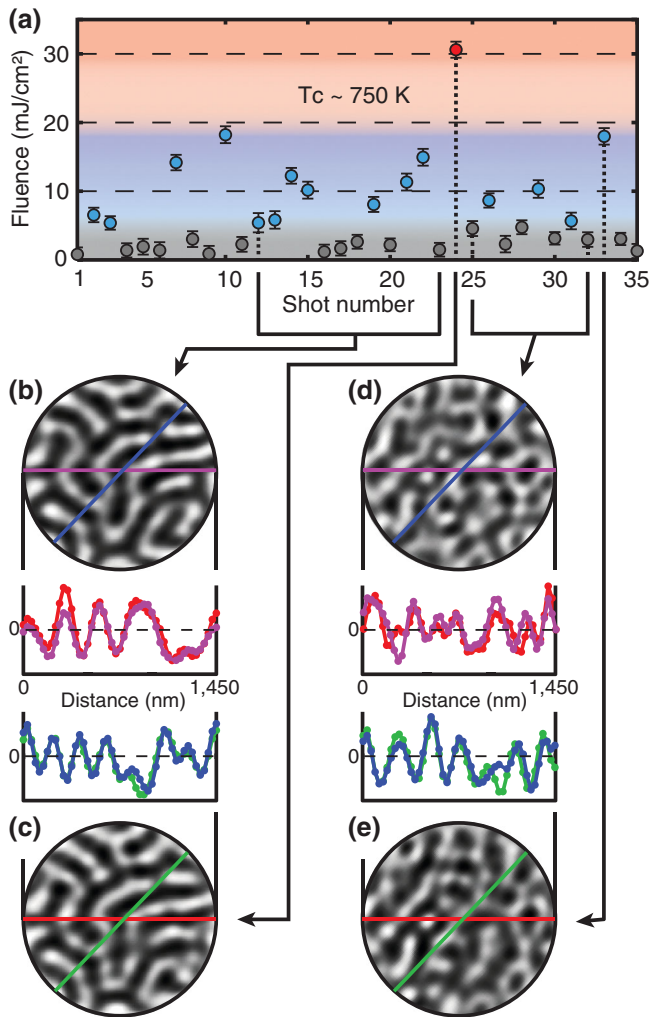 (a)
Fluence (mJ/cm²)
30
20
10
0
Tc ~ 750 K
1 5 10 15 20 25 30 35
Shot number
(b)
(d)
0
0
0 1,450
Distance (nm)
0 1,450
Distance (nm)
0
0
(c)
(e)